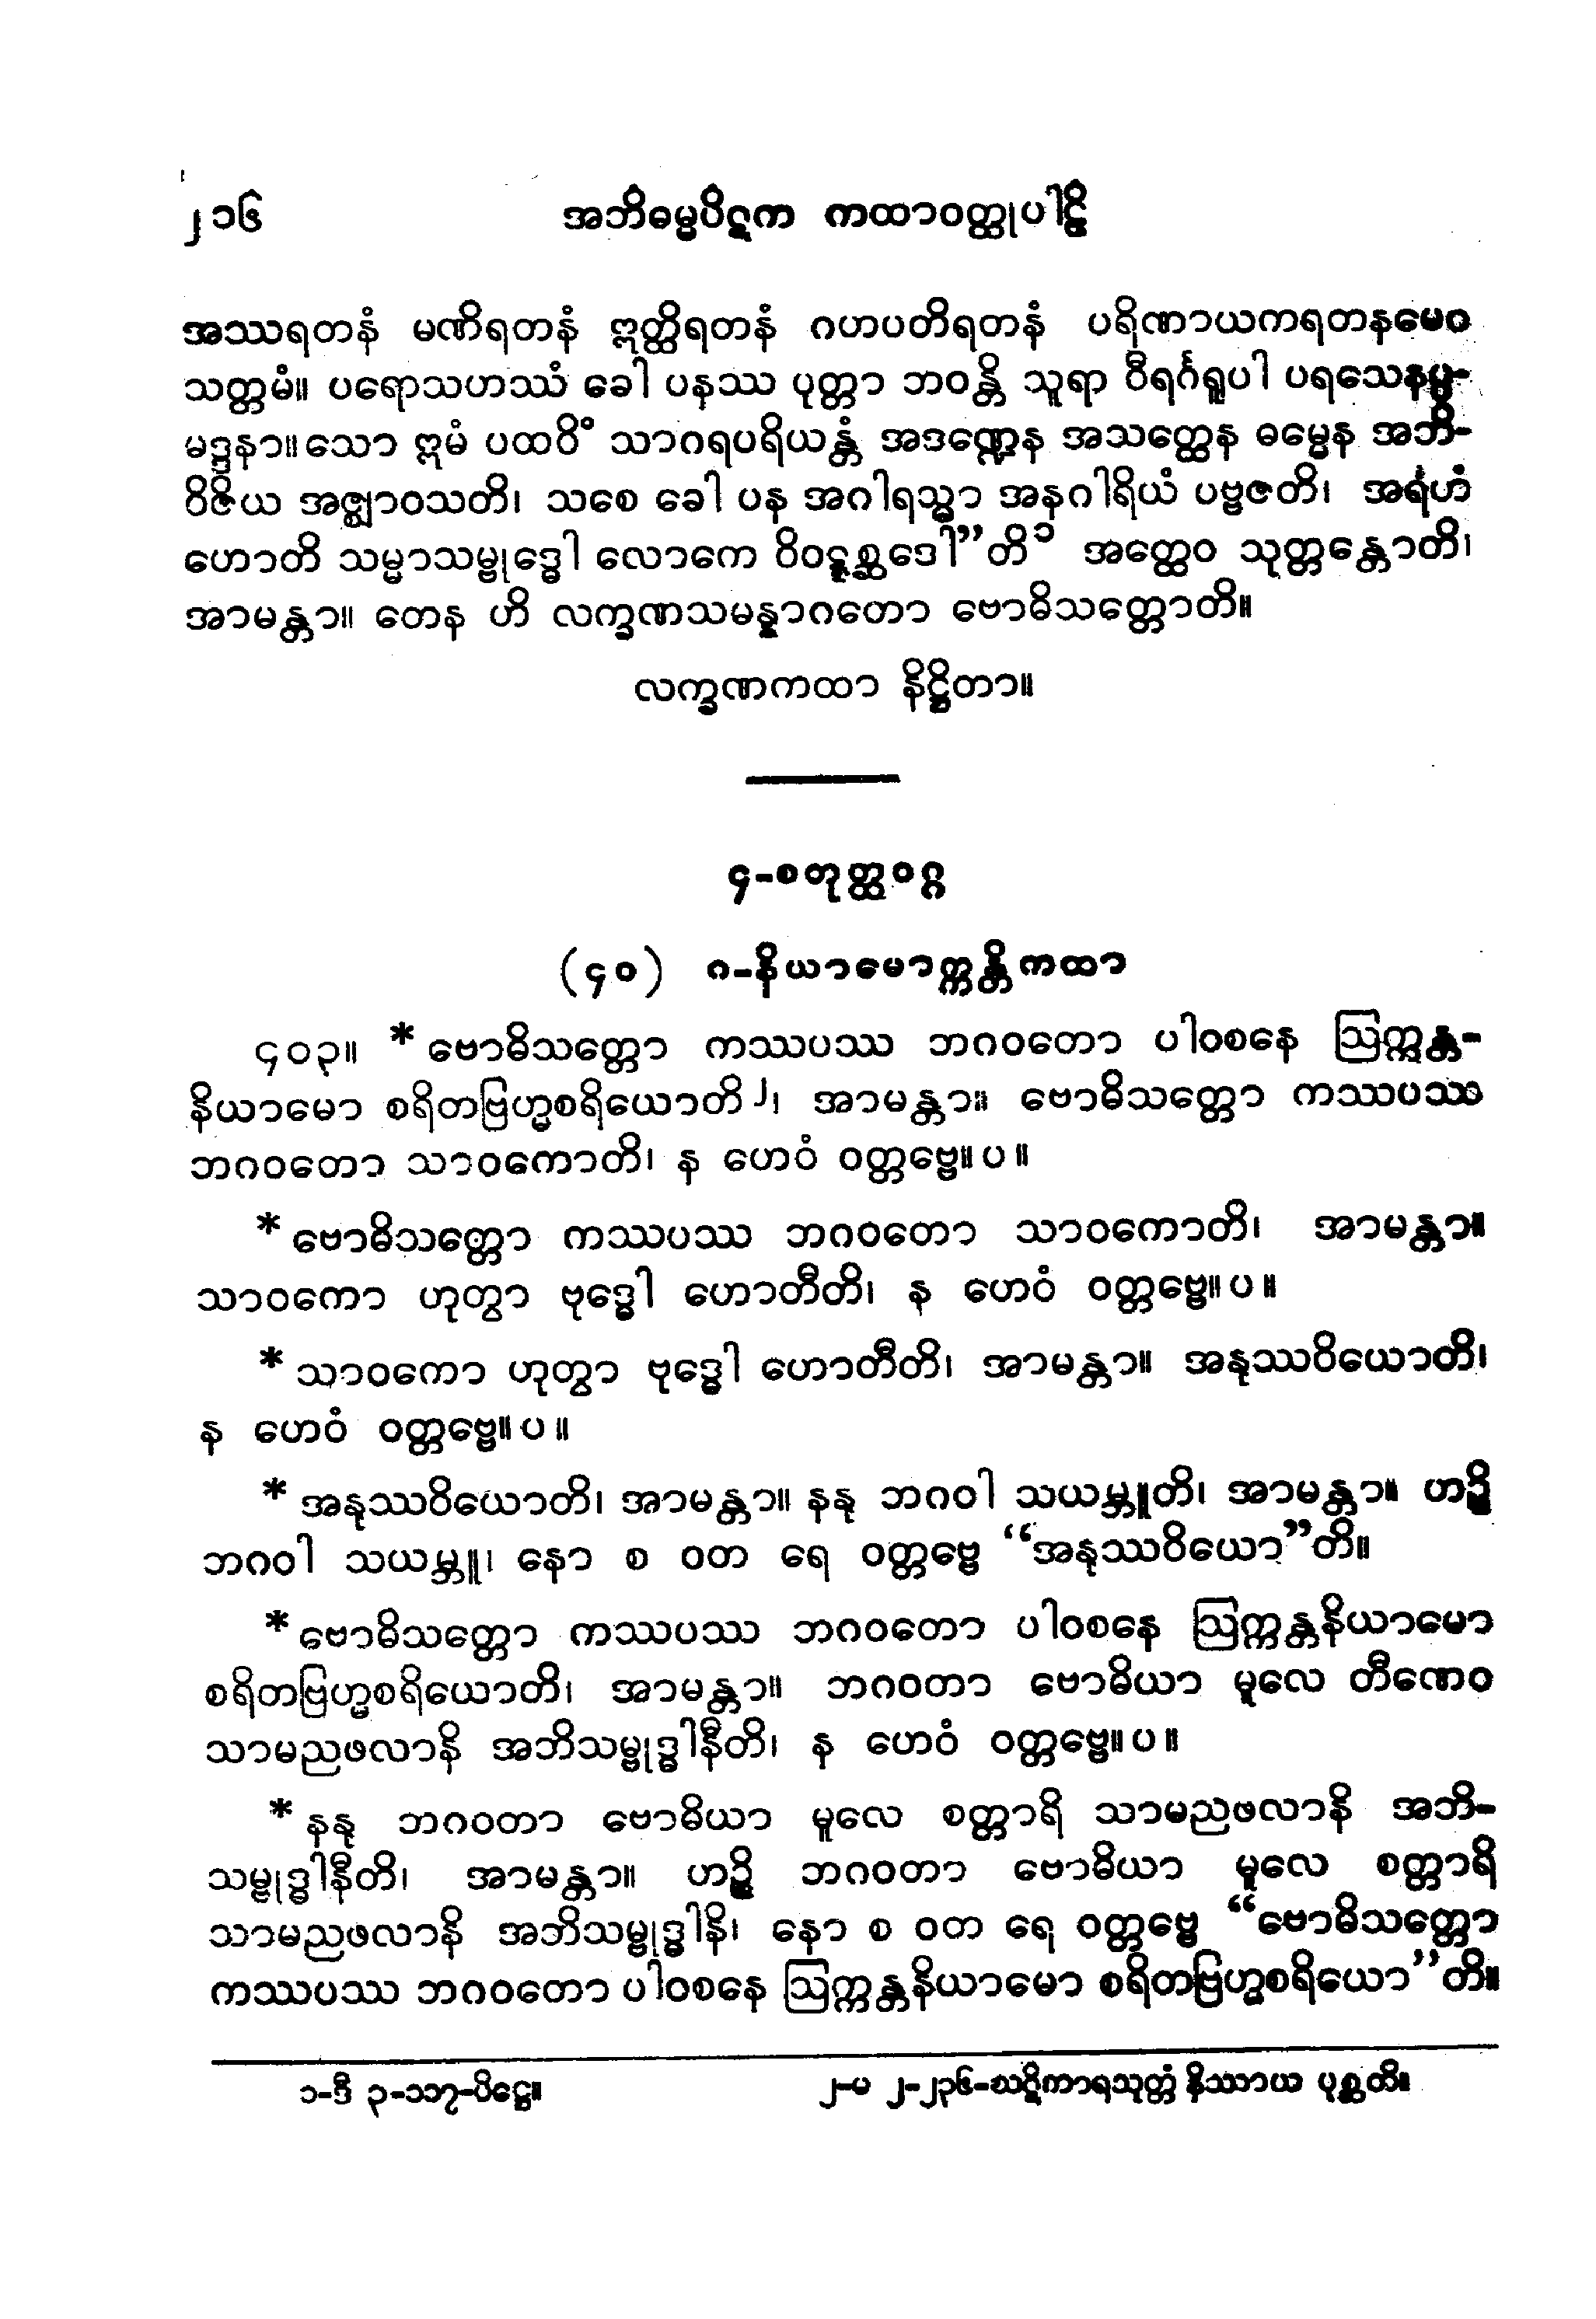 ၂၁၆ အဘိဓမ္မပိဋက ကထာဝတ္ထုပါဠိ
အဿရတနံ မဏိရတနံ ဣတ္ထိရတနံ ဂဟပတိရတနံ ပရိဏာယကရတနမေဝ
သတ္တမံ။ ပရောသဟဿံ ခေါ ပနဿ ပုတ္တာ ဘဝန္တိ သူရာ ဝီရင်္ဂရူပါ ပရသေနပ္ပ-
မဒ္ဒနာ။ သော ဣမံ ပထဝိံ သာဂရပရိယန္တံ အဒဏ္ဍေန အသတ္ထေန ဓမ္မေန အဘိ-
ဝိဇိယ အဇ္ဈာဝသတိ၊ သစေ ခေါ ပန အဂါရသ္မာ အနဂါရိယံ ပဗ္ဗဇတိ၊ အရဟံ
ဟောတိ သမ္မာသမ္ဗုဒ္ဓေါ လောကေ ဝိဝဋ္ဋစ္ဆဒေါ”တိ၁ အတ္ထေဝ သုတ္တန္တောတိ၊
အာမန္တာ။ တေန ဟိ လက္ခဏသမန္နာဂတော ဗောဓိသတ္တောတိ။
လက္ခဏကထာ နိဋ္ဌိတာ။
၄-စတုတ္ထဝဂ္ဂ
(၄၀) ဂ-နိယာမောက္ကန္တိကထာ
၄၀၃။ * ဗောဓိသတ္တော ကဿပဿ ဘဂဝတော ပါဝစနေ ဩက္ကန္တ-
နိယာမော စရိတဗြဟ္မစရိယောတိ၂၊ အာမန္တာ။ ဗောဓိသတ္တော ကဿပဿ
ဘဂဝတော သာဝကောတိ၊ န ဟေဝံ ဝတ္တဗ္ဗေ။ပ။
* ဗောဓိသတ္တော ကဿပဿ ဘဂဝတော သာဝကောတိ၊ အာမန္တာ။
သာဝကော ဟုတွာ ဗုဒ္ဓေါ ဟောတီတိ၊ န ဟေဝံ ဝတ္တဗ္ဗေ။ပ။
* သာဝကော ဟုတွာ ဗုဒ္ဓေါ ဟောတီတိ၊ အာမန္တာ။ အနုဿဝိယောတိ၊
န ဟေဝံ ဝတ္တဗ္ဗေ။ပ။
* အနုဿဝိယောတိ၊ အာမန္တာ။ နနု ဘဂဝါ သယမ္ဘူတိ၊ အာမန္တာ။ ဟဉ္စိ
ဘဂဝါ သယမ္ဘူ၊ နော စ ဝတ ရေ ဝတ္တဗ္ဗေ “အနုဿဝိယော”တိ။
* ဗောဓိသတ္တော ကဿပဿ ဘဂဝတော ပါဝစနေ ဩက္ကန္တနိယာမော
စရိတဗြဟ္မစရိယောတိ၊ အာမန္တာ။ ဘဂဝတာ ဗောဓိယာ မူလေ တီဏေဝ
သာမညဖလာနိ အဘိသမ္ဗုဒ္ဓါနီတိ၊ န ဟေဝံ ဝတ္တဗ္ဗေ။ပ။
* နနု ဘဂဝတာ ဗောဓိယာ မူလေ စတ္တာရိ သာမညဖလာနိ အဘိ-
သမ္ဗုဒ္ဓါနီတိ၊ အာမန္တာ။ ဟဉ္စိ ဘဂဝတာ ဗောဓိယာ မူလေ စတ္တာရိ
သာမညဖလာနိ အဘိသမ္ဗုဒ္ဓါနိ၊ နော စ ဝတ ရေ ဝတ္တဗ္ဗေ “ဗောဓိသတ္တော
ကဿပဿ ဘဂဝတော ပါဝစနေ ဩက္ကန္တနိယာမော စရိတဗြဟ္မစရိယော”တိ။
၁-ဒီ ၃-၁၁၇-ပိဋ္ဌေ။ ၂-မ ၂-၂၃၆-ဃဋိကာရသုတ္တံ နိဿာယ ပုစ္ဆတိ။